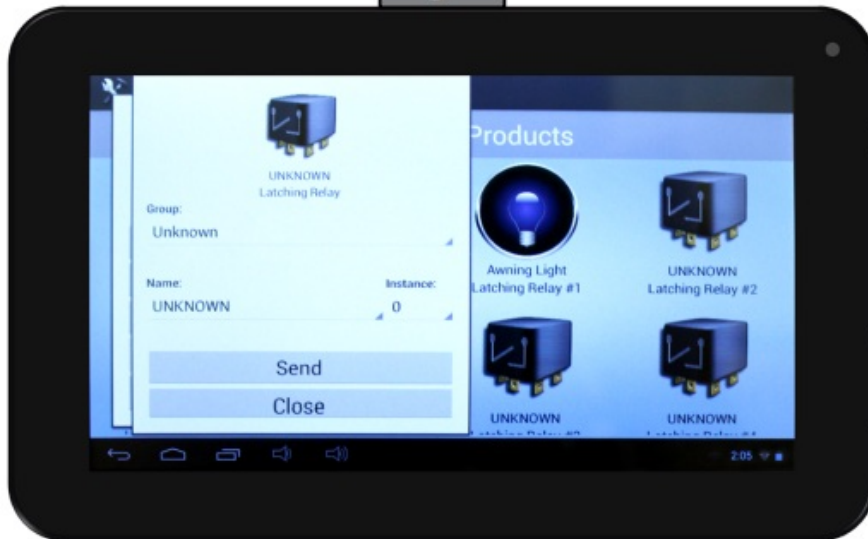 UNKNOWN
Latching Relay
Group:
Unknown
Name:
Instance:
UNKNOWN
0
Send
Close
Products
Awning Light
Latching Relay #1
UNKNOWN
Latching Relay #2
UNKNOWN
UNKNOWN
2:05